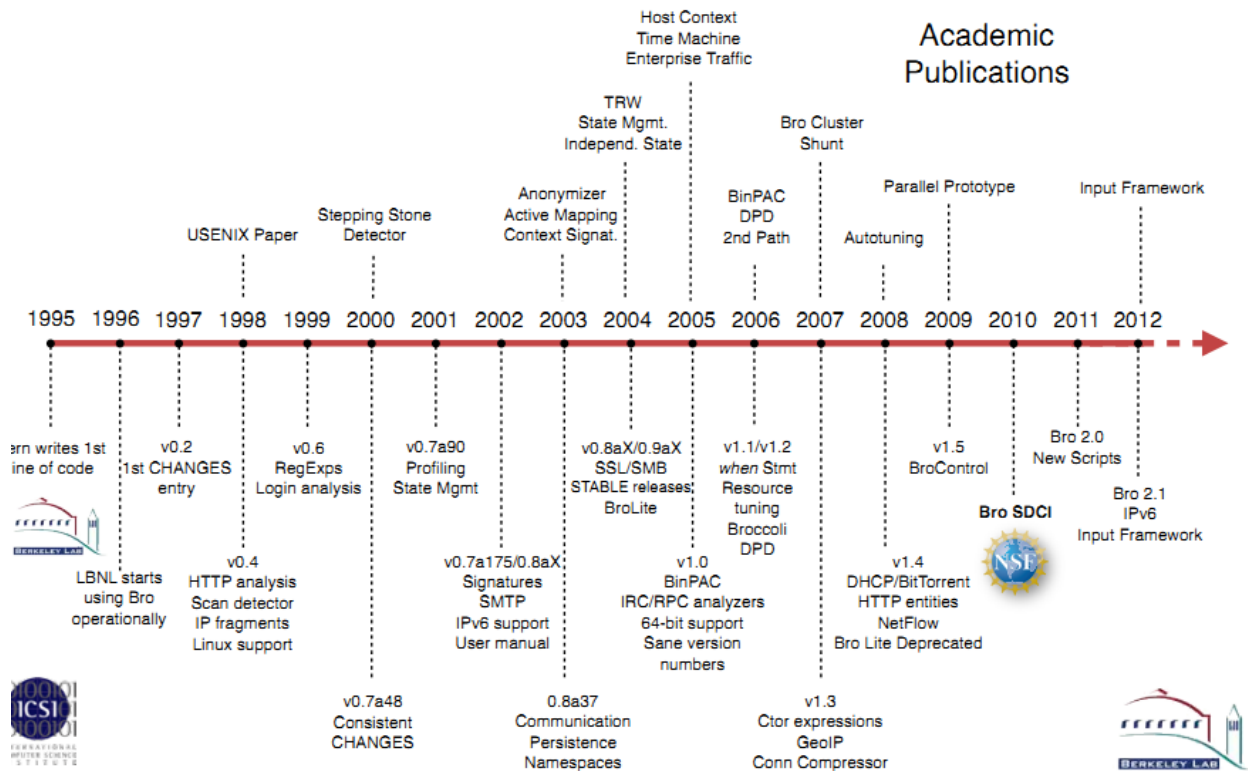 Host Context
Time Machine
Enterprise Traffic
Academic
Publications
TRW
State Mgmt.
Independ. State
Bro Cluster
Shunt
Anonymizer
Active Mapping
Context Signat.
BinPAC
DPD
2nd Path
Parallel Prototype
Input Framework
Stepping Stone
Detector
USENIX Paper
Autotuning
1995 1996 1997 1998 1999 2000 2001 2002 2003 2004 2005 2006 2007 2008 2009 2010 2011 2012
ern writes 1st
ine of code
v0.2
1st CHANGES
entry
v0.6
RegExps
Login analysis
v0.7a90
Profiling
State Mgmt
v0.8aX/0.9aX
SSL/SMB
STABLE releases
BroLite
v1.1/v1.2
when Stmt
Resource
tuning
Broccoli
DPD
v1.5
BroControl
Bro 2.0
New Scripts
Bro 2.1
IPv6
Input Framework
Bro SDCI
NSF
BERKELEY LAB
LBNL starts
using Bro
operationally
v0.4
HTTP analysis
Scan detector
IP fragments
Linux support
v0.7a175/0.8aX
Signatures
SMTP
IPv6 support
User manual
v1.0
BinPAC
IRC/RPC analyzers
64-bit support
Sane version
numbers
v1.4
DHCP/BitTorrent
HTTP entities
NetFlow
Bro Lite Deprecated
v0.7a48
Consistent
CHANGES
0.8a37
Communication
Persistence
Namespaces
v1.3
Ctor expressions
GeoIP
Conn Compressor
ICSI
TERNATIONAL
MPUTER SCIENCE
STITUTE
BERKELEY LAB